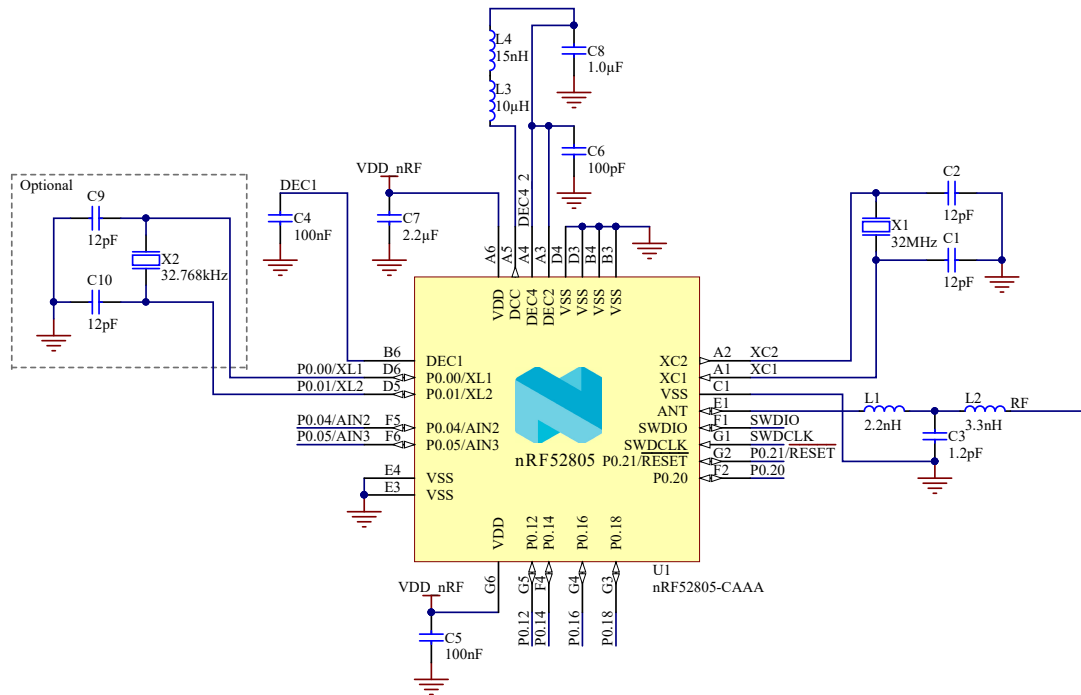 L4
15nH
L3
10µH
C8
1.0µF
C6
100pF
DEC4_2
VDD_nRF
C7
2.2µF
DEC1
C4
100nF
Optional
C9
12pF
X2
32.768kHz
C10
12pF
C2
12pF
X1
32MHz
C1
12pF
A6
A5
A4
A3
D4
D3
B4
B3
VDD
DCC
DEC4
DEC2
VSS
VSS
VSS
VSS
B6
DEC1
P0.00/XL1
D6
P0.00/XL1
P0.01/XL2
D5
P0.01/XL2
P0.04/AIN2
F5
P0.04/AIN2
P0.05/AIN3
F6
P0.05/AIN3
E4
VSS
E3
VSS
nRF52805
XC2
A2
XC2
XC1
A1
XC1
VSS
C1
ANT
E1
SWDIO
F1
SWDIO
SWDCLK
G1
SWDCLK
P0.21/RESET
G2
P0.21/RESET
P0.20
F2
P0.20
L1
2.2nH
L2
3.3nH
RF
C3
1.2pF
VDD
P0.12
P0.14
P0.16
P0.18
G6
G5
F4
G4
G3
P0.12
P0.14
P0.16
P0.18
U1
nRF52805-CAAA
VDD_nRF
C5
100nF